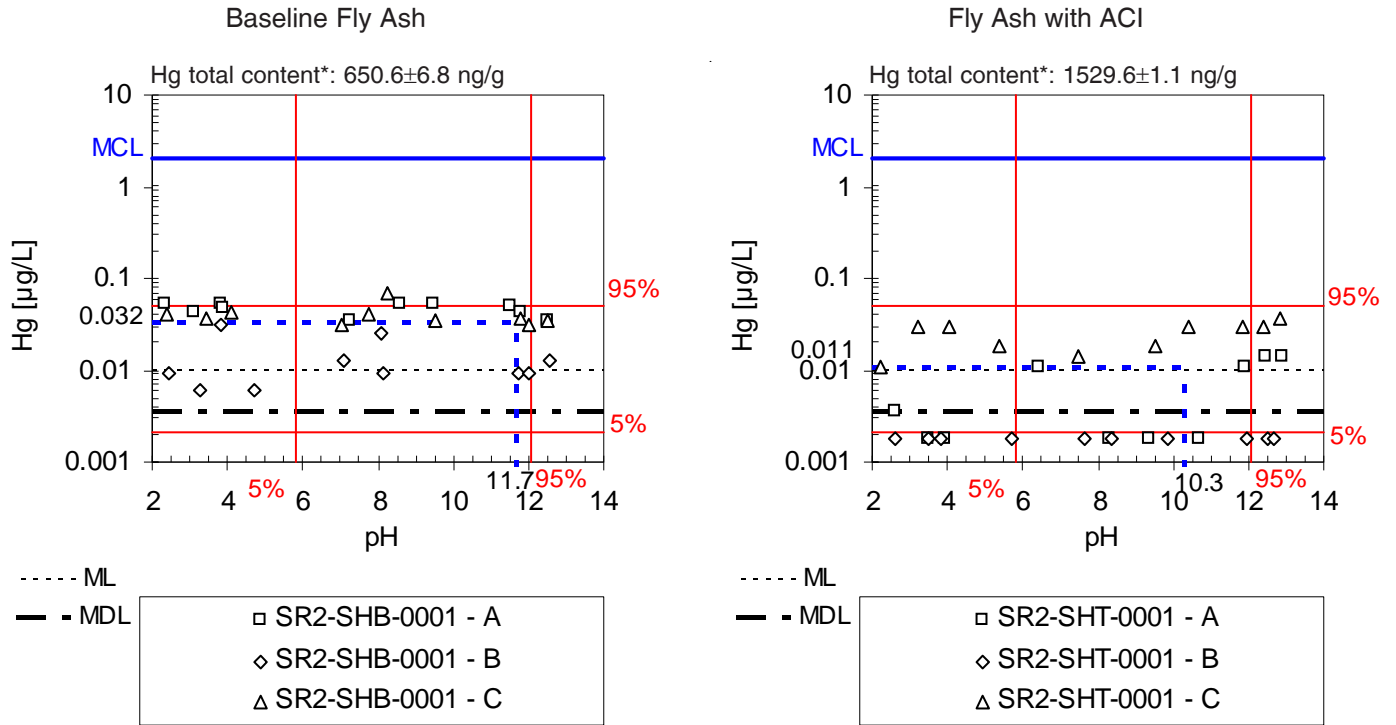 Baseline Fly Ash
Hg total content*: 650.6±6.8 ng/g
10
MCL
1
Hg [µg/L]
0.1
95%
0.032
0.01
5%
0.001
5%
11.7
95%
2 4 6 8 10 12 14
pH
ML
MDL
SR2-SHB-0001 - A
SR2-SHB-0001 - B
SR2-SHB-0001 - C
Fly Ash with ACI
Hg total content*: 1529.6±1.1 ng/g
10
MCL
1
Hg [µg/L]
0.1
95%
0.011
0.01
5%
0.001
5%
10.3
95%
2 4 6 8 10 12 14
pH
ML
MDL
SR2-SHT-0001 - A
SR2-SHT-0001 - B
SR2-SHT-0001 - C